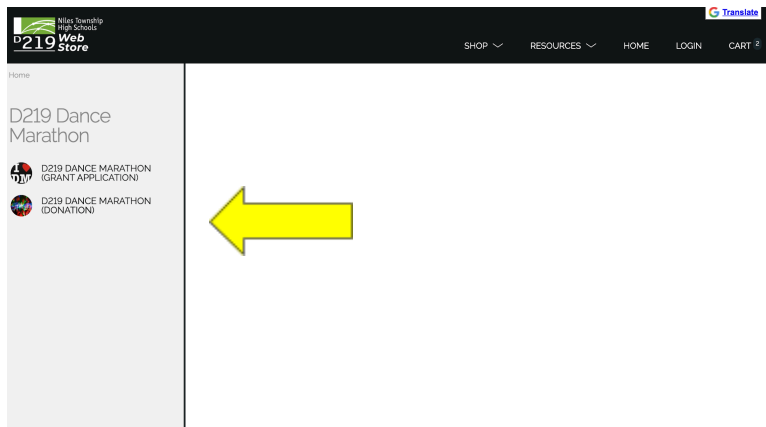 Translate
Niles Township
High Schools
D219 Web
Store
SHOP
RESOURCES
HOME
LOGIN
CART 2
Home
D219 Dance
Marathon
I
DM
D219 DANCE MARATHON
(GRANT APPLICATION)
D219 DANCE MARATHON
(DONATION)